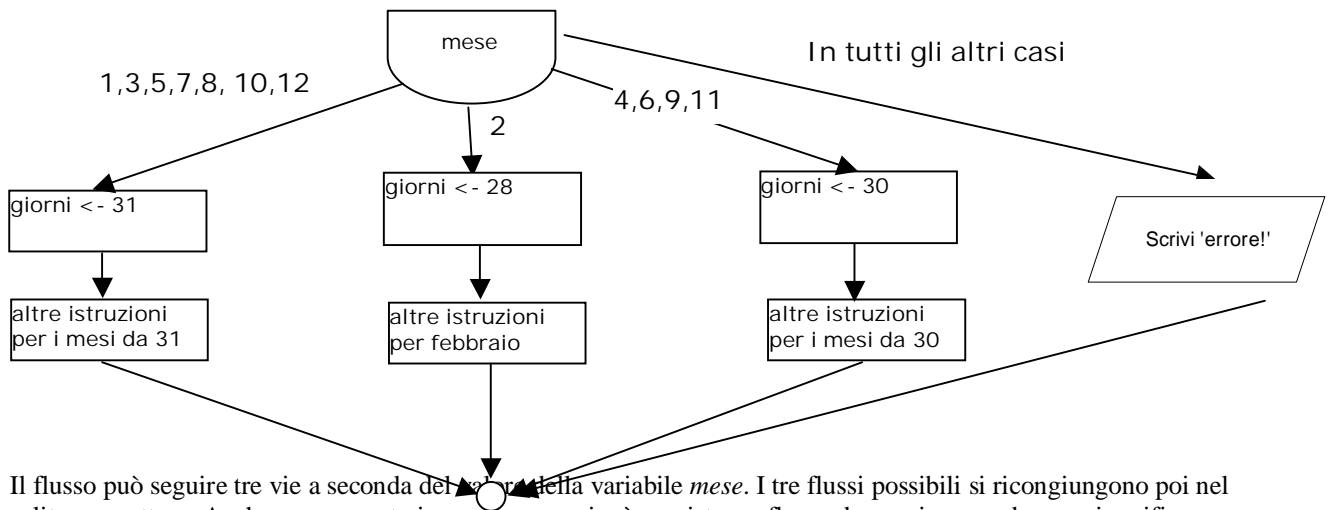 mese
In tutti gli altri casi
1,3,5,7,8, 10,12
4,6,9,11
2
giorni <- 31
giorni <- 28
giorni <- 30
Scrivi 'errore!'
altre istruzioni
per i mesi da 31
altre istruzioni
per febbraio
altre istruzioni
per i mesi da 30
Il flusso può seguire tre vie a seconda del valore della variabile mese. I tre flussi possibili si ricongiungono poi nel